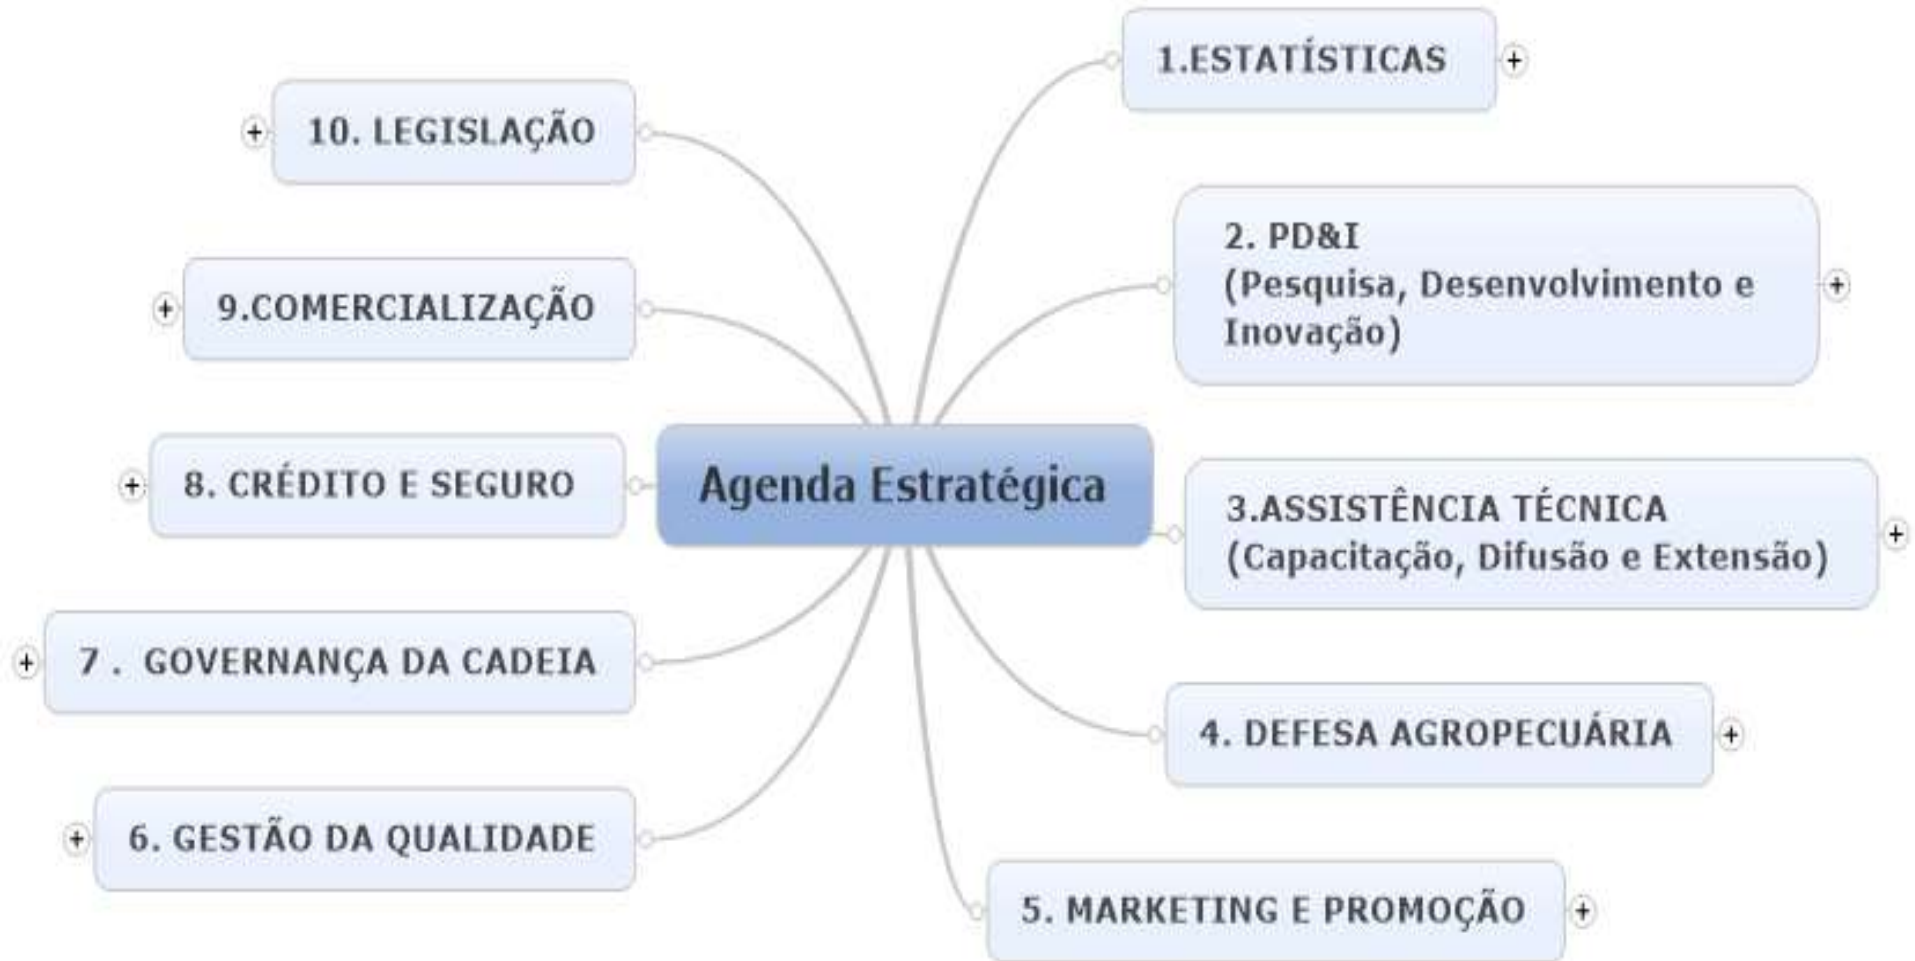 Agenda Estratégica
1.ESTATÍSTICAS
2. PD&I
(Pesquisa, Desenvolvimento e
Inovação)
3.ASSISTÊNCIA TÉCNICA
(Capacitação, Difusão e Extensão)
4. DEFESA AGROPECUÁRIA
5. MARKETING E PROMOÇÃO
6. GESTÃO DA QUALIDADE
7 .  GOVERNANÇA DA CADEIA
8. CRÉDITO E SEGURO
9.COMERCIALIZAÇÃO
10. LEGISLAÇÃO